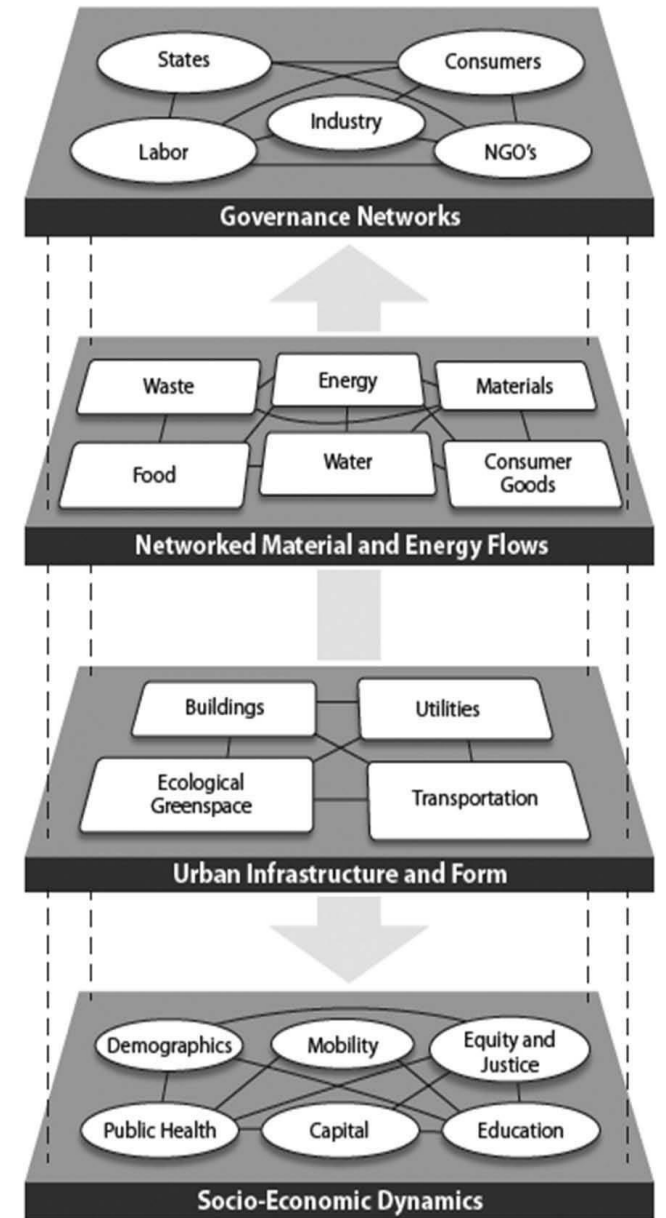 States
Consumers
Industry
Labor
NGO's
Governance Networks
Waste
Energy
Materials
Food
Water
Consumer
Goods
Networked Material and Energy Flows
Buildings
Utilities
Ecological
Greenspace
Transportation
Urban Infrastructure and Form
Demographics
Mobility
Equity and
Justice
Public Health
Capital
Education
Socio-Economic Dynamics